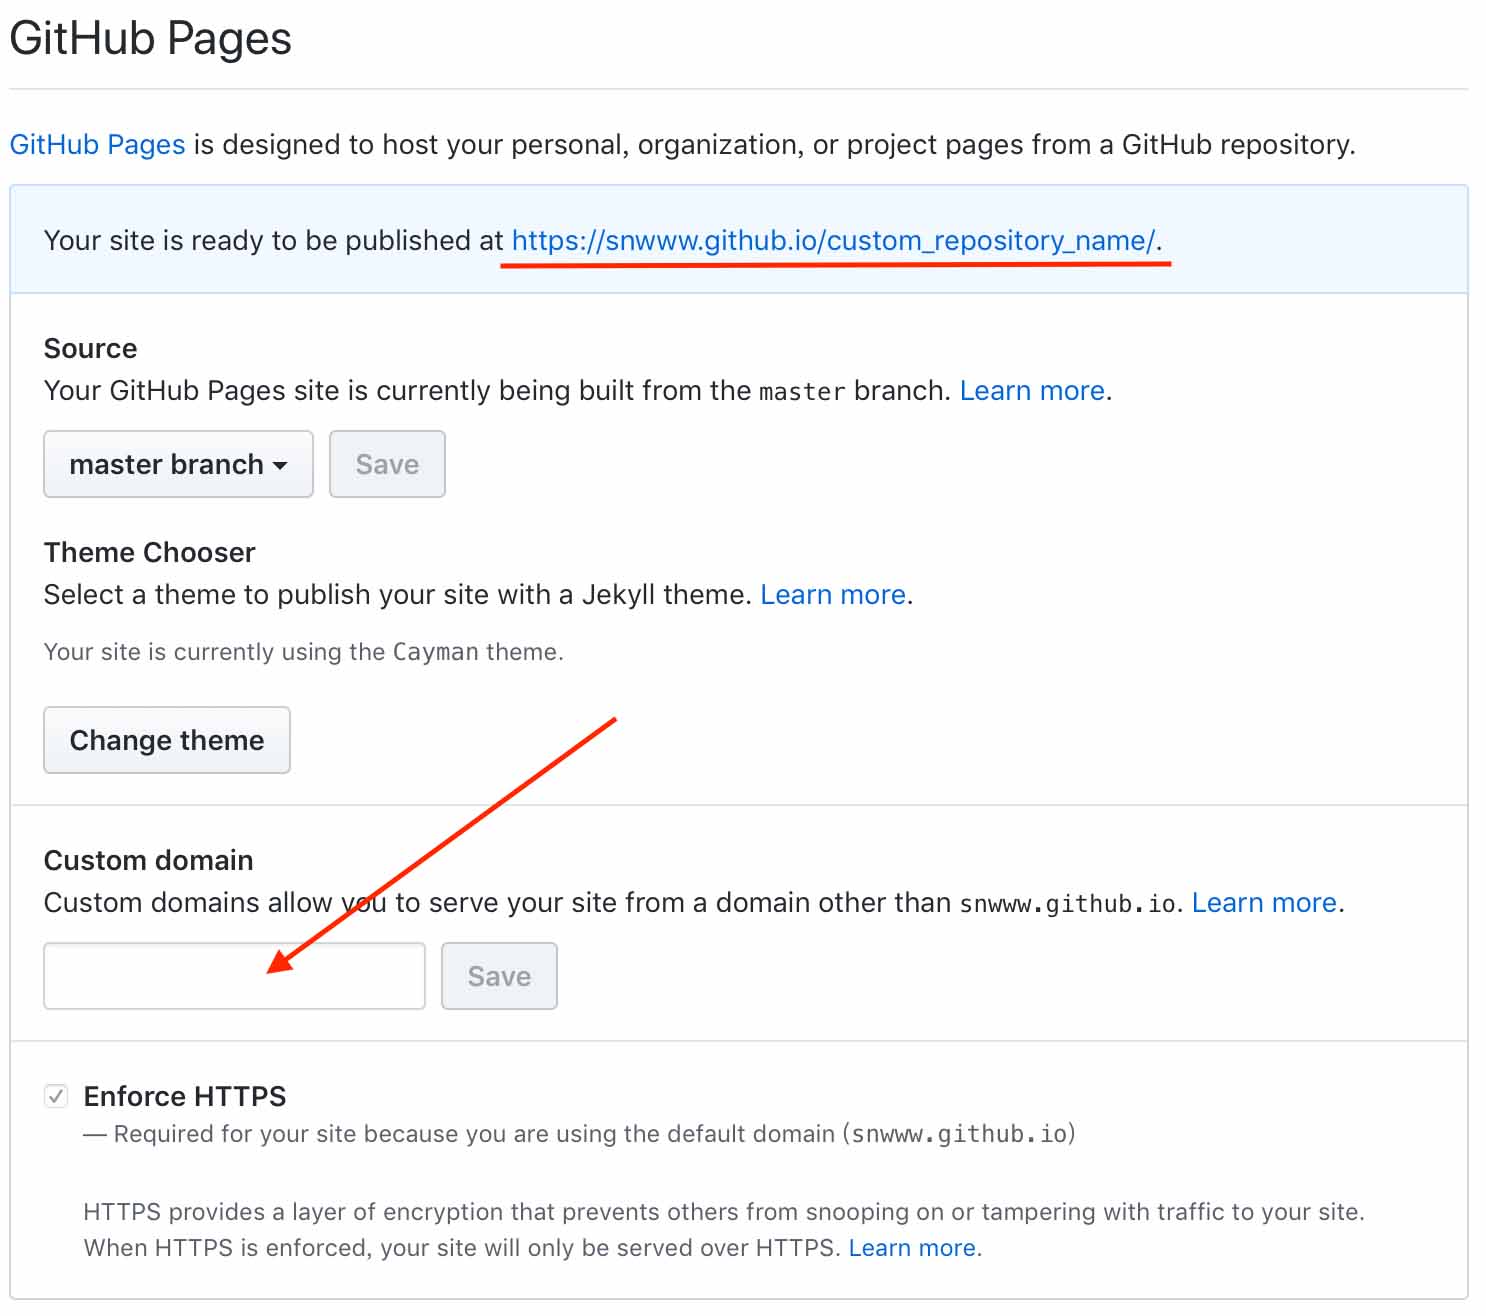 GitHub Pages
GitHub Pages is designed to host your personal, organization, or project pages from a GitHub repository.
Your site is ready to be published at https://snwww.github.io/custom_repository_name/.
Source
Your GitHub Pages site is currently being built from the master branch. Learn more.
master branch Save
Theme Chooser
Select a theme to publish your site with a Jekyll theme. Learn more.
Your site is currently using the Cayman theme.
Change theme
Custom domain
Custom domains allow you to serve your site from a domain other than snwww.github.io. Learn more.
Save
Enforce HTTPS
— Required for your site because you are using the default domain (snwww.github.io)
HTTPS provides a layer of encryption that prevents others from snooping on or tampering with traffic to your site.
When HTTPS is enforced, your site will only be served over HTTPS. Learn more.